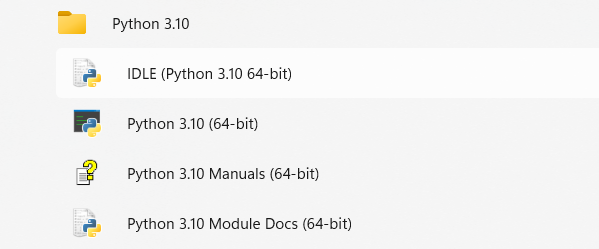 Python 3.10
IDLE (Python 3.10 64-bit)
Python 3.10 (64-bit)
Python 3.10 Manuals (64-bit)
Python 3.10 Module Docs (64-bit)